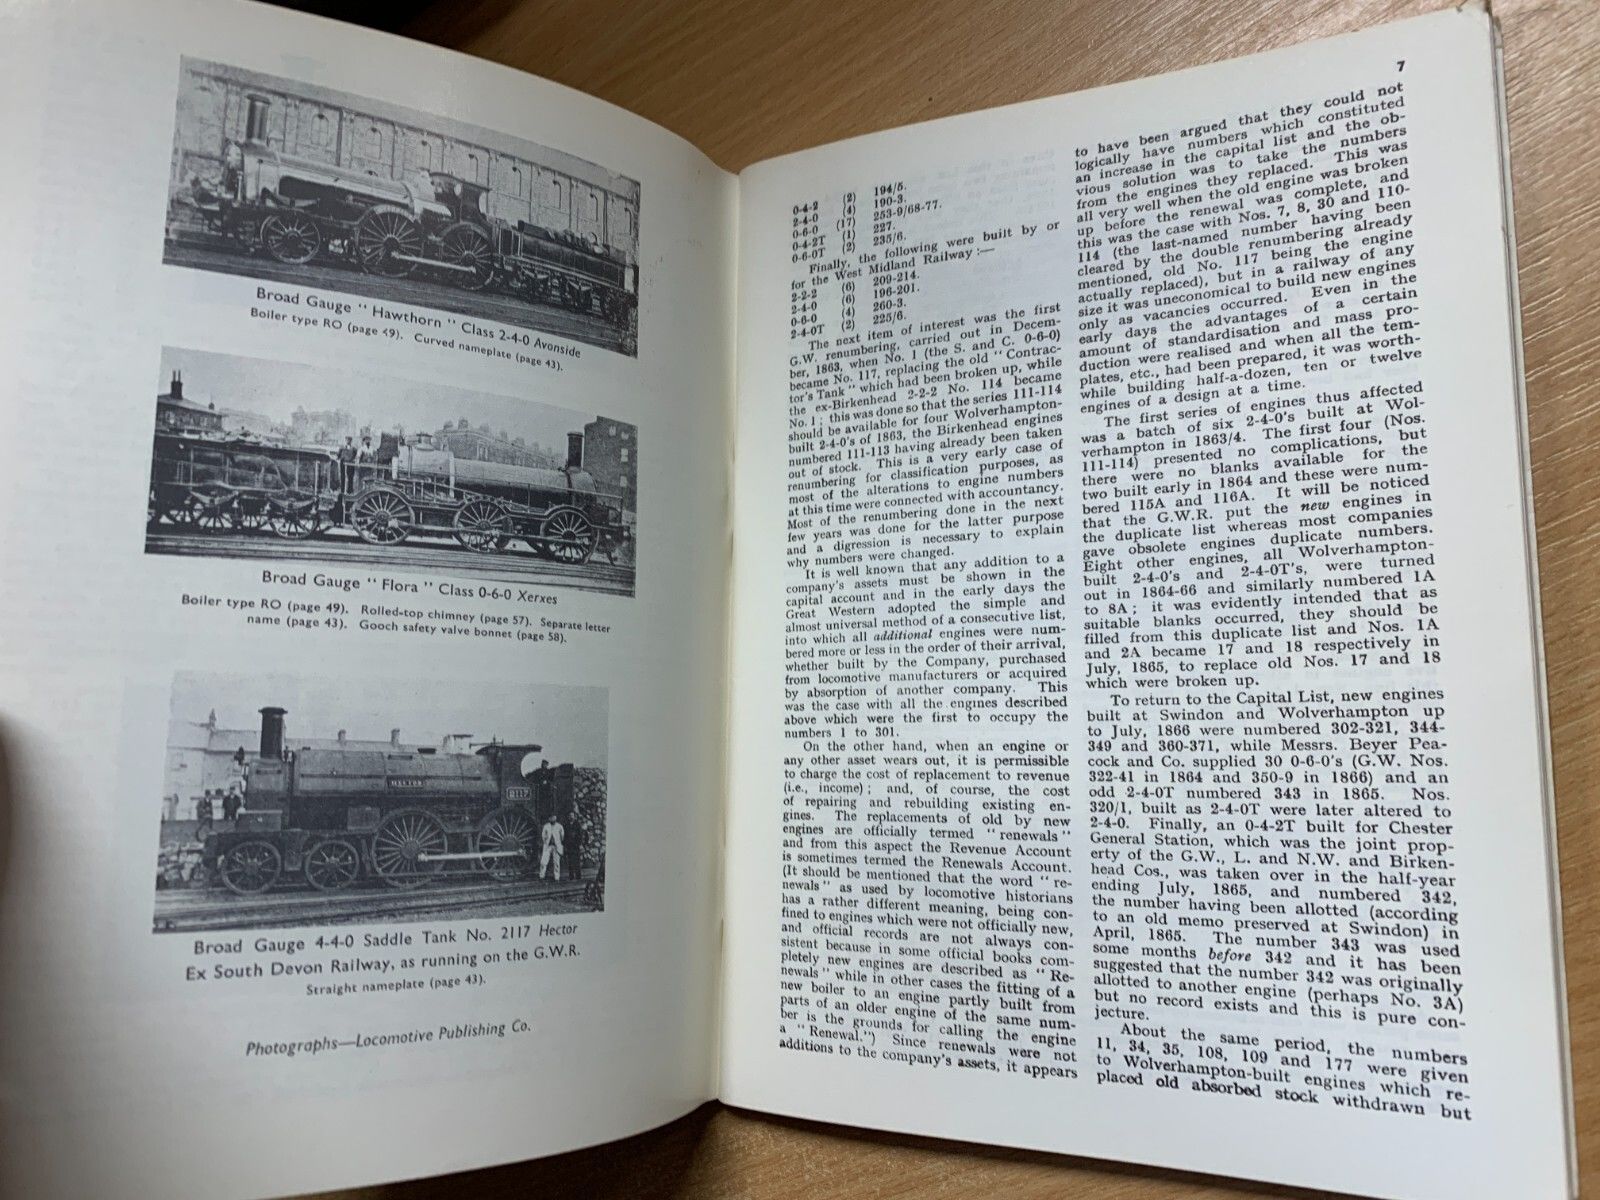 Broad Gauge "Hawthorn" Class 2-4-0 Avonside
Boiler type RO (page 49). Curved nameplate (page 43).
Broad Gauge "Flora" Class 0-6-0 Xerxes
Boiler type RO (page 49). Rolled-top chimney (page 57). Separate letter
name (page 43). Gooch safety valve bonnet (page 58).
HECTOR
2117
Broad Gauge 4-4-0 Saddle Tank No. 2117 Hector
Ex South Devon Railway, as running on the G.W.R.
Straight nameplate (page 43).
Photographs—Locomotive Publishing Co.
7
0-4-2 (2) 194/5.
2-4-0 (4) 190-3.
0-6-0 (17) 253-9/68-77.
0-4-2T (1) 227.
0-6-0T (2) 235/6.
Finally, the following were built by or
for the West Midland Railway :—
2-2-2 (6) 209-214.
2-4-0 (6) 196-201.
0-6-0 (4) 260-3.
2-4-0T (2) 225/6.
The next item of interest was the first
G.W. renumbering, carried out in Decem-
ber, 1863, when No. 1 (the S. and C. 0-6-0)
became No. 117, replacing the old "Contrac-
tor's Tank" which had been broken up, while
the ex-Birkenhead 2-2-2 No. 114 became
No. 1 ; this was done so that the series 111-114
should be available for four Wolverhampton-
built 2-4-0's of 1863, the Birkenhead engines
numbered 111-113 having already been taken
out of stock. This is a very early case of
renumbering for classification purposes, as
most of the alterations to engine numbers
at this time were connected with accountancy.
Most of the renumbering done in the next
few years was done for the latter purpose
and a digression is necessary to explain
why numbers were changed.
It is well known that any addition to a
company's assets must be shown in the
capital account and in the early days the
Great Western adopted the simple and
almost universal method of a consecutive list,
into which all additional engines were num-
bered more or less in the order of their arrival,
whether built by the Company, purchased
from locomotive manufacturers or acquired
by absorption of another company. This
was the case with all the engines described
above which were the first to occupy the
numbers 1 to 301.
On the other hand, when an engine or
any other asset wears out, it is permissible
to charge the cost of replacement to revenue
(i.e., income) ; and, of course, the cost
of repairing and rebuilding existing en-
gines. The replacements of old by new
engines are officially termed "renewals"
and from this aspect the Revenue Account
is sometimes termed the Renewals Account.
(It should be mentioned that the word "re-
newals" as used by locomotive historians
has a rather different meaning, being con-
fined to engines which were not officially new,
and official records are not always con-
sistent because in some official books com-
pletely new engines are described as "Re-
newals" while in other cases the fitting of a
new boiler to an engine partly built from
parts of an older engine of the same num-
ber is the grounds for calling the engine
a "Renewal.") Since renewals were not
additions to the company's assets, it appears
to have been argued that they could not
logically have numbers which constituted
an increase in the capital list and the ob-
vious solution was to take the numbers
from the engines they replaced. This was
all very well when the old engine was broken
up before the renewal was complete, and
this was the case with Nos. 7, 8, 30 and 110-
114 (the last-named number having been
cleared by the double renumbering already
mentioned, old No. 117 being the engine
actually replaced), but in a railway of any
size it was uneconomical to build new engines
only as vacancies occurred. Even in the
early days the advantages of a certain
amount of standardisation and mass pro-
duction were realised and when all the tem-
plates, etc., had been prepared, it was worth-
while building half-a-dozen, ten or twelve
engines of a design at a time.
The first series of engines thus affected
was a batch of six 2-4-0's built at Wol-
verhampton in 1863/4. The first four (Nos.
111-114) presented no complications, but
there were no blanks available for the
two built early in 1864 and these were num-
bered 115A and 116A. It will be noticed
that the G.W.R. put the new engines in
the duplicate list whereas most companies
gave obsolete engines duplicate numbers.
Eight other engines, all Wolverhampton-
built 2-4-0's and 2-4-0T's, were turned
out in 1864-66 and similarly numbered 1A
to 8A ; it was evidently intended that as
suitable blanks occurred, they should be
filled from this duplicate list and Nos. 1A
and 2A became 17 and 18 respectively in
July, 1865, to replace old Nos. 17 and 18
which were broken up.
To return to the Capital List, new engines
built at Swindon and Wolverhampton up
to July, 1866 were numbered 302-321, 344-
349 and 360-371, while Messrs. Beyer Pea-
cock and Co. supplied 30 0-6-0's (G.W. Nos.
322-41 in 1864 and 350-9 in 1866) and an
odd 2-4-0T numbered 343 in 1865. Nos.
320/1, built as 2-4-0T were later altered to
2-4-0. Finally, an 0-4-2T built for Chester
General Station, which was the joint prop-
erty of the G.W., L. and N.W. and Birken-
head Cos., was taken over in the half-year
ending July, 1865, and numbered 342,
the number having been allotted (according
to an old memo preserved at Swindon) in
April, 1865. The number 343 was used
some months before 342 and it has been
suggested that the number 342 was originally
allotted to another engine (perhaps No. 3A)
but no record exists and this is pure con-
jecture.
About the same period, the numbers
11, 34, 35, 108, 109 and 177 were given
to Wolverhampton-built engines which re-
placed old absorbed stock withdrawn but